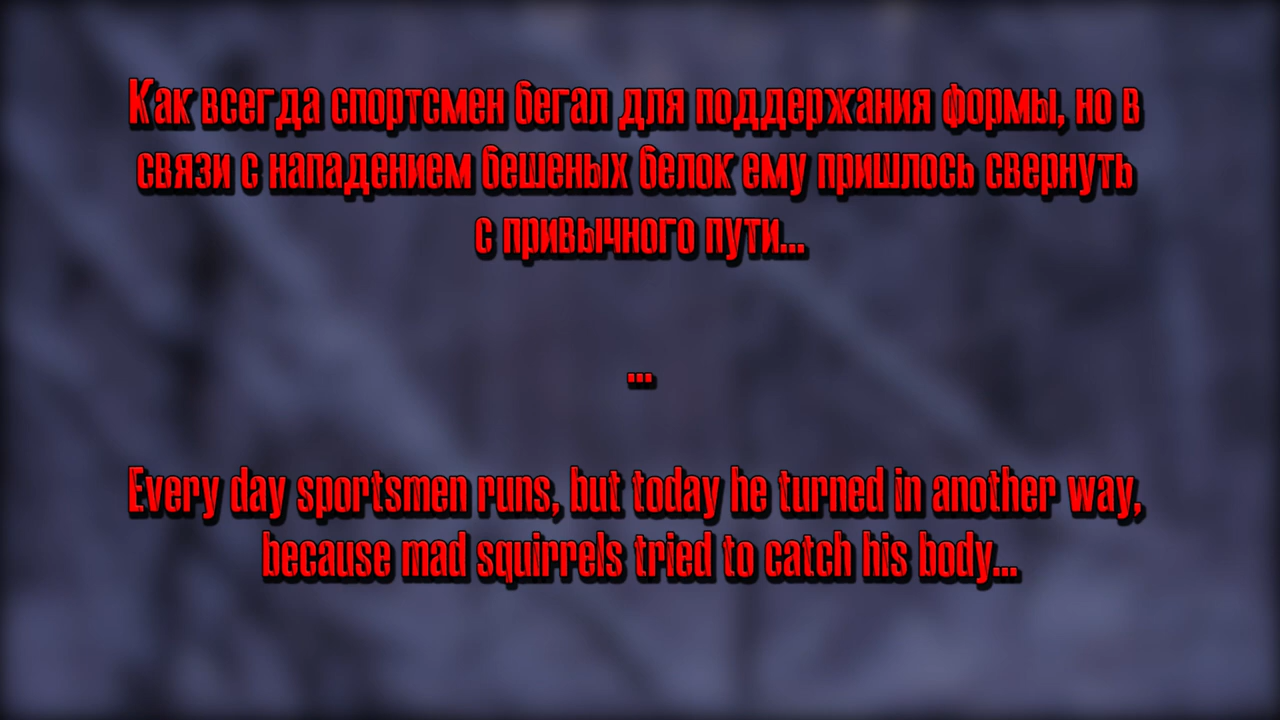 Как всегда спортсмен бегал для поддержания формы, но в
связи с нападением бешеных белок ему пришлось свернуть
с привычного пути...
...
Every day sportsmen runs, but today he turned in another way,
because mad squirrels tried to catch his body...